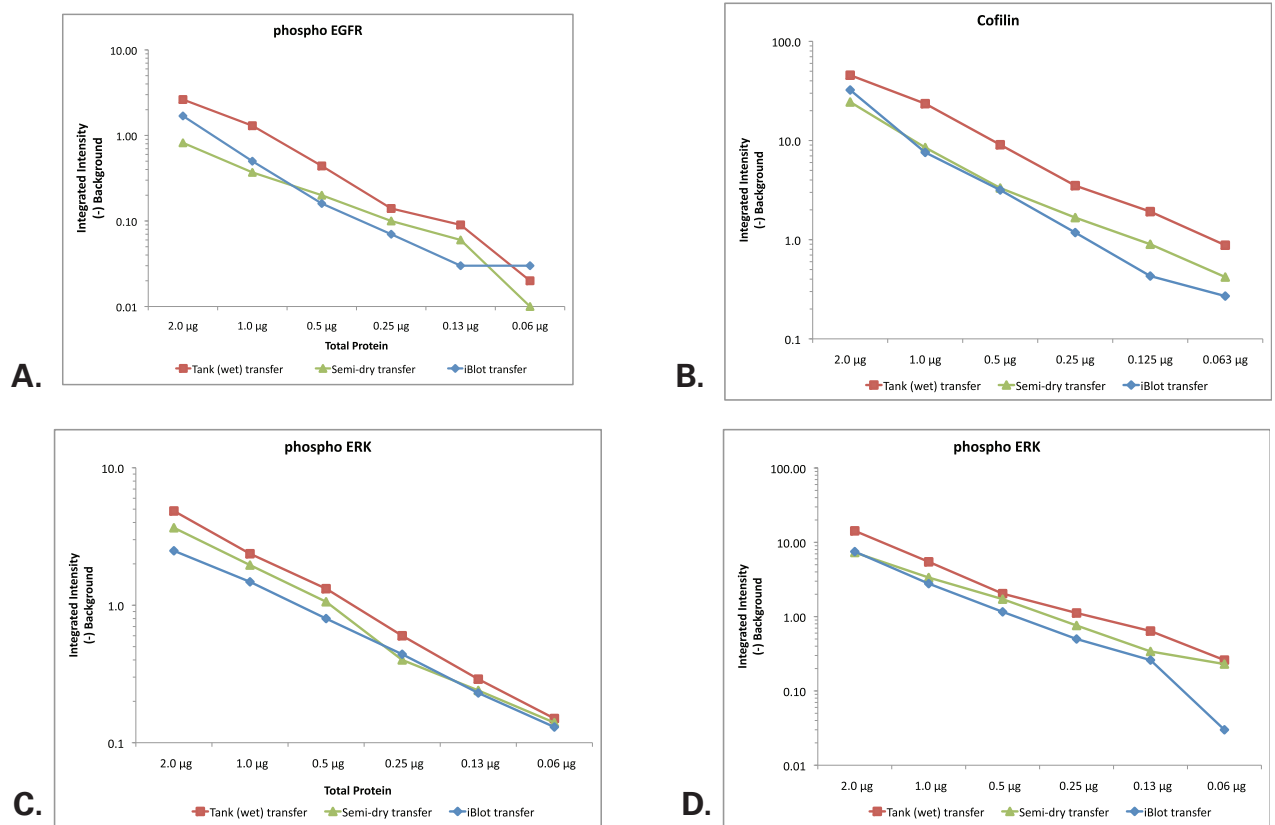 phospho EGFR
10.00
1.00
0.10
0.01
Integrated Intensity
(-) Background
2.0 µg 1.0 µg 0.5 µg 0.25 µg 0.13 µg 0.06 µg
Total Protein
Tank (wet) transfer Semi-dry transfer iBlot transfer
A.
Cofilin
100.0
10.0
1.0
0.1
Integrated Intensity
(-) Background
2.0 µg 1.0 µg 0.5 µg 0.25 µg 0.125 µg 0.063 µg
Tank (wet) transfer Semi-dry transfer iBlot transfer
B.
phospho ERK
10.0
1.0
0.1
Integrated Intensity
(-) Background
2.0 µg 1.0 µg 0.5 µg 0.25 µg 0.13 µg 0.06 µg
Total Protein
Tank (wet) transfer Semi-dry transfer iBlot transfer
C.
phospho ERK
100.00
10.00
1.00
0.10
0.01
Integrated Intensity
(-) Background
2.0 µg 1.0 µg 0.5 µg 0.25 µg 0.13 µg 0.06 µg
Tank (wet) transfer Semi-dry transfer iBlot transfer
D.